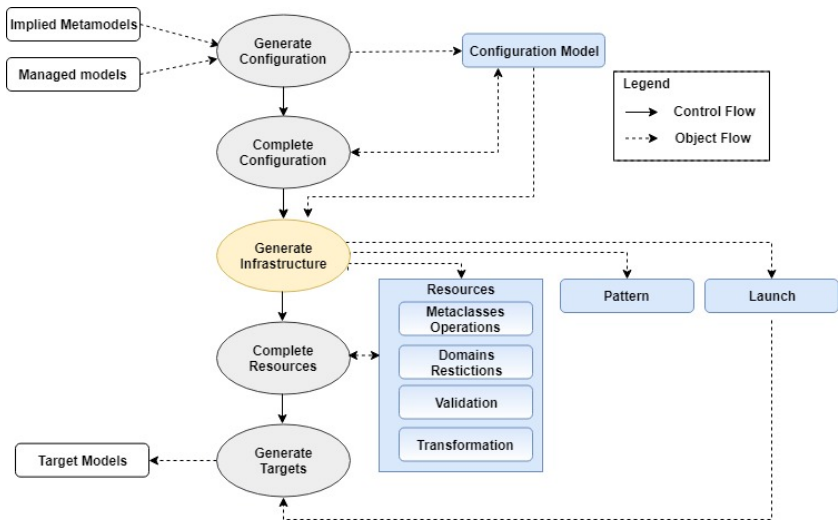 Implied Metamodels
Managed models
Generate
Configuration
Configuration Model
Legend
Control Flow
Object Flow
Complete
Configuration
Generate
Infrastructure
Resources
Metaclasses
Operations
Domains
Restictions
Validation
Transformation
Pattern
Launch
Complete
Resources
Generate
Targets
Target Models